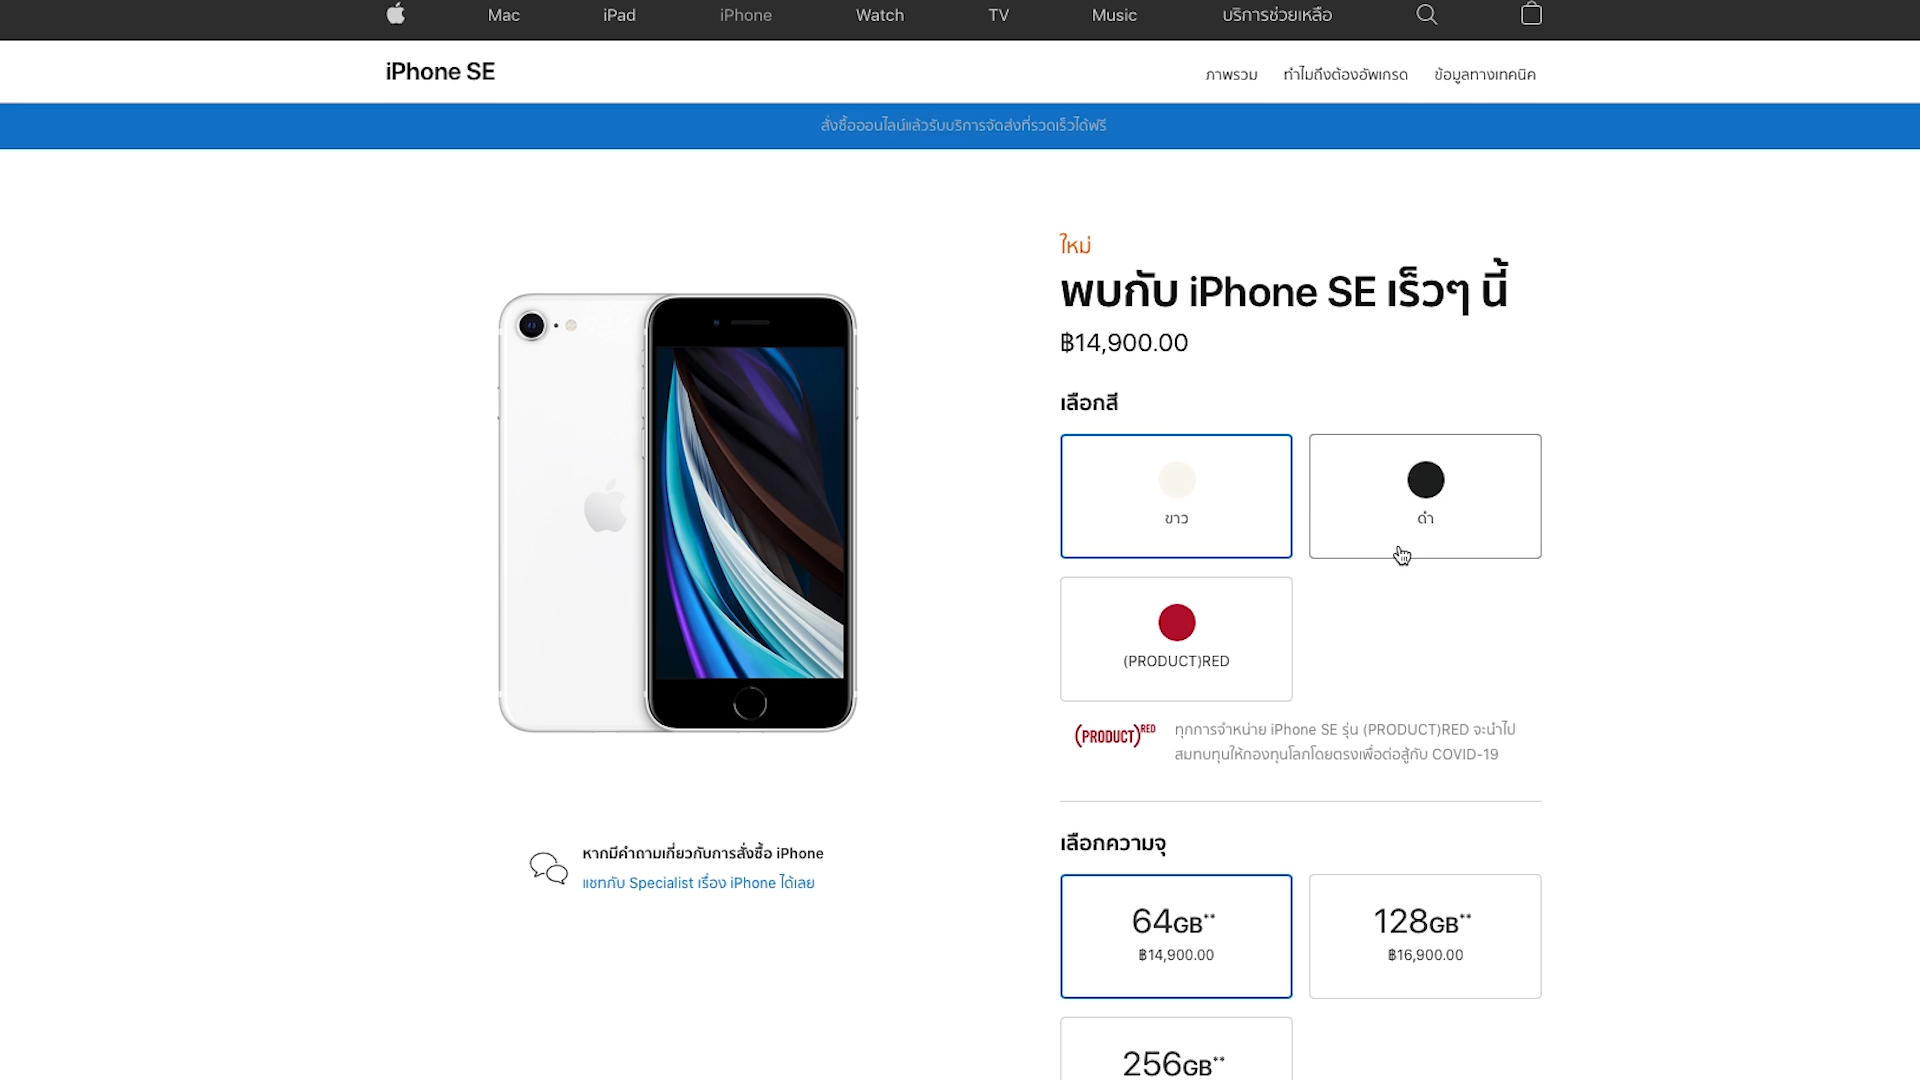 Mac iPad iPhone Watch TV Music บริการช่วยเหลือ
iPhone SE
ภาพรวม ทำไมถึงต้องอัพเกรด ข้อมูลทางเทคนิค
สั่งซื้อออนไลน์แล้วรับบริการจัดส่งที่รวดเร็วได้ฟรี
ใหม่
พบกับ iPhone SE เร็วๆ นี้
฿14,900.00
เลือกสี
ขาว
ดำ
(PRODUCT)RED
(PRODUCT)RED
ทุกการจำหน่าย iPhone SE รุ่น (PRODUCT)RED จะนำไป
สมทบทุนให้กองทุนโลกโดยตรงเพื่อต่อสู้กับ COVID-19
หากมีคำถามเกี่ยวกับการสั่งซื้อ iPhone
แชทกับ Specialist เรื่อง iPhone ได้เลย
เลือกความจุ
64GB**
฿14,900.00
128GB**
฿16,900.00
256GB**